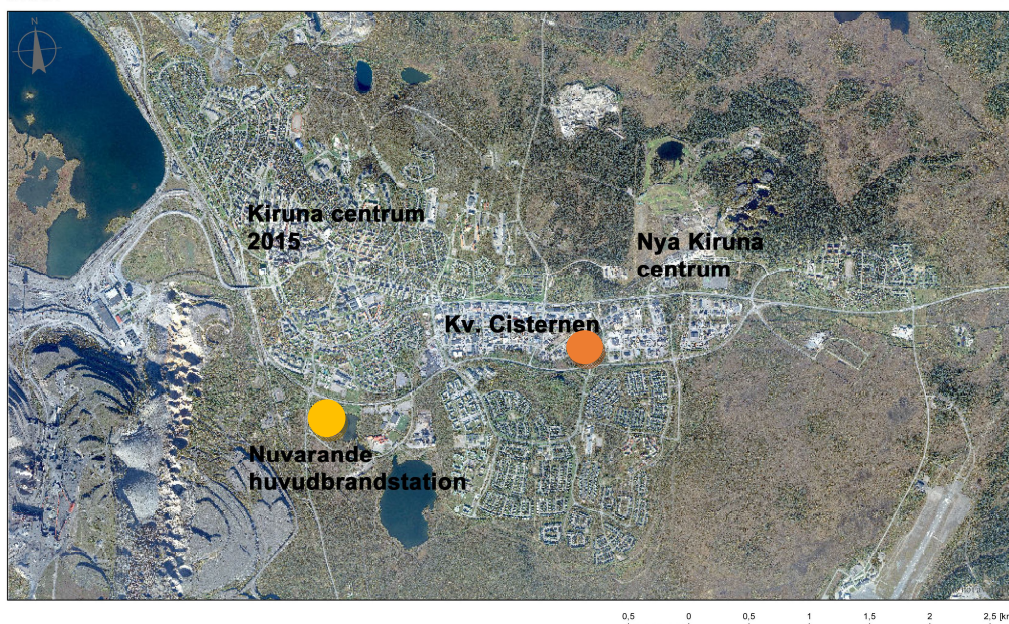 N
Kiruna centrum
2015
Nya Kiruna
centrum
Kv. Cisternen
Nuvarande
huvudbrandstation
0,5 0 0,5 1 1,5 2 2,5 [k